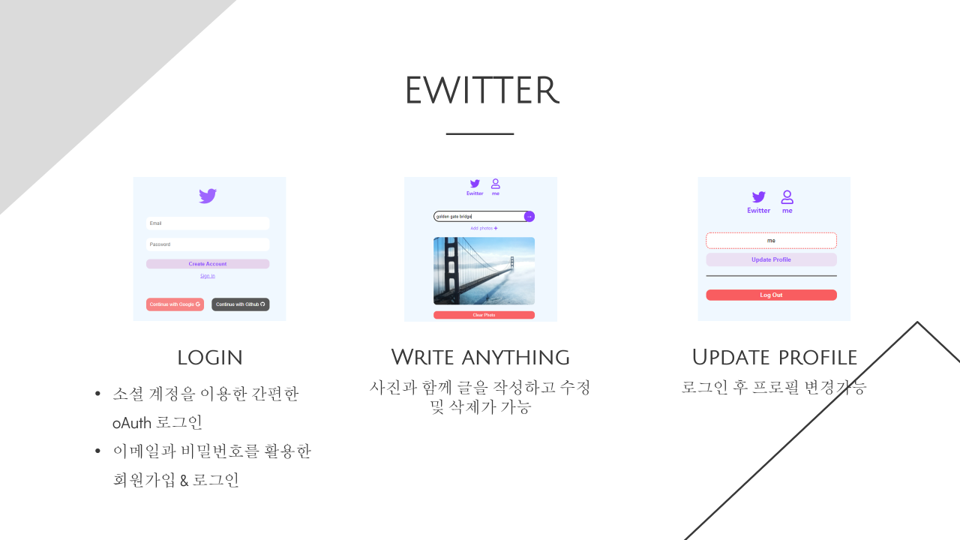 EWITTER
Email
Password
Create Account
Sign in
Continue with Google
Continue with Github
Ewitter me
golden gate bridge
Add photos +
Clear Photo
Ewitter me
me
Update Profile
Log Out
LOGIN
• 소셜 계정을 이용한 간편한
oAuth 로그인
• 이메일과 비밀번호를 활용한
회원가입 & 로그인
WRITE ANYTHING
사진과 함께 글을 작성하고 수정
및 삭제가 가능
UPDATE PROFILE
로그인 후 프로필 변경가능